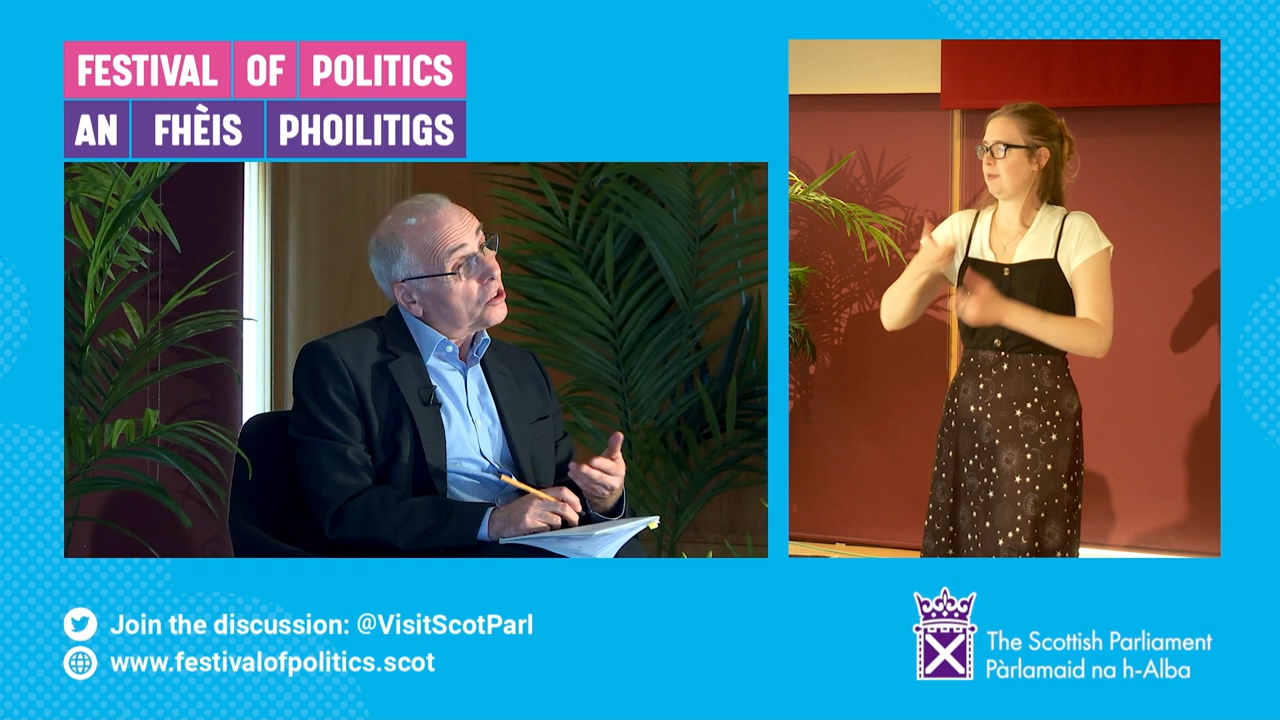 FESTIVAL OF POLITICS
AN FHÈIS PHOILITIGS
Join the discussion: @VisitScotParl
www.festivalofpolitics.scot
The Scottish Parliament
Pàrlamaid na h-Alba